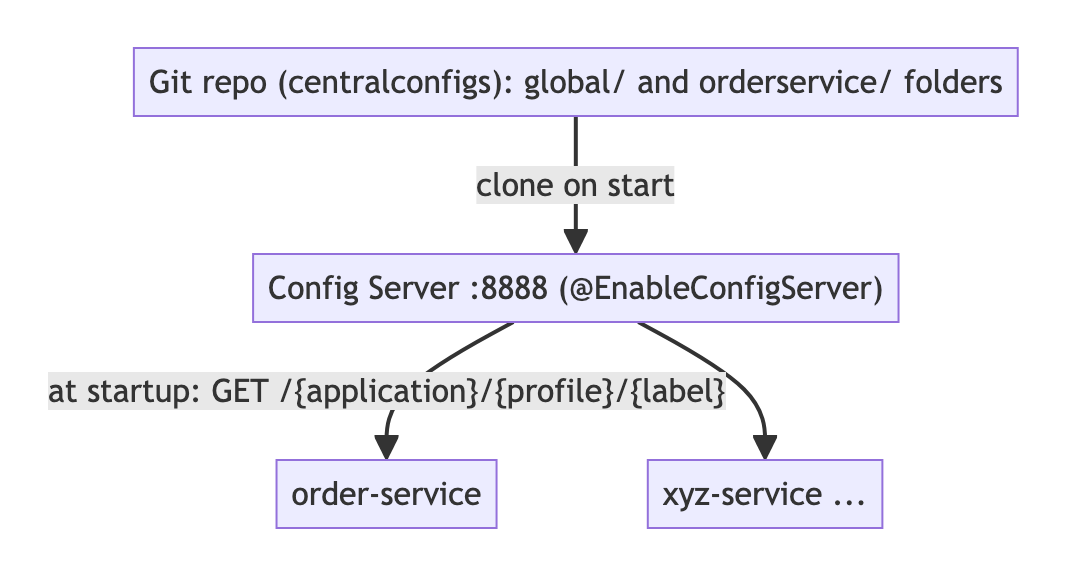 Git repo (centralconfigs): global/ and orderservice/ folders
clone on start
Config Server :8888 (@EnableConfigServer)
at startup: GET /{application}/{profile}/{label}
order-service
xyz-service ...